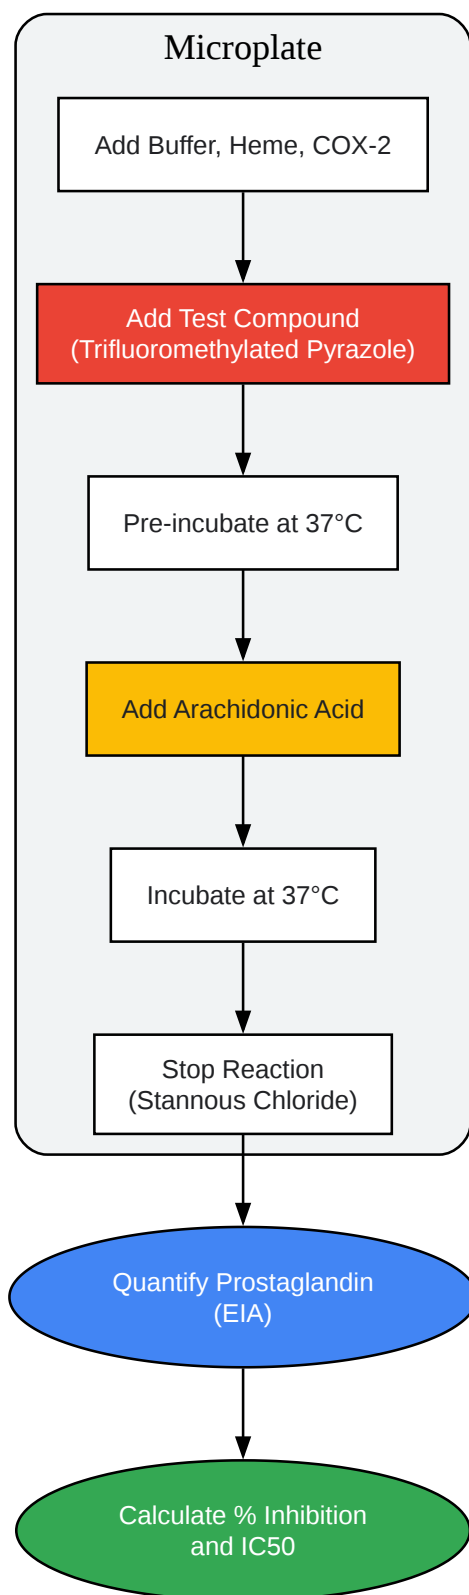 Microplate
Add Buffer, Heme, COX-2
Add Test Compound
(Trifluoromethylated Pyrazole)
Pre-incubate at 37°C
Add Arachidonic Acid
Incubate at 37°C
Stop Reaction
(Stannous Chloride)
Quantify Prostaglandin
(EIA)
Calculate % Inhibition
and IC50